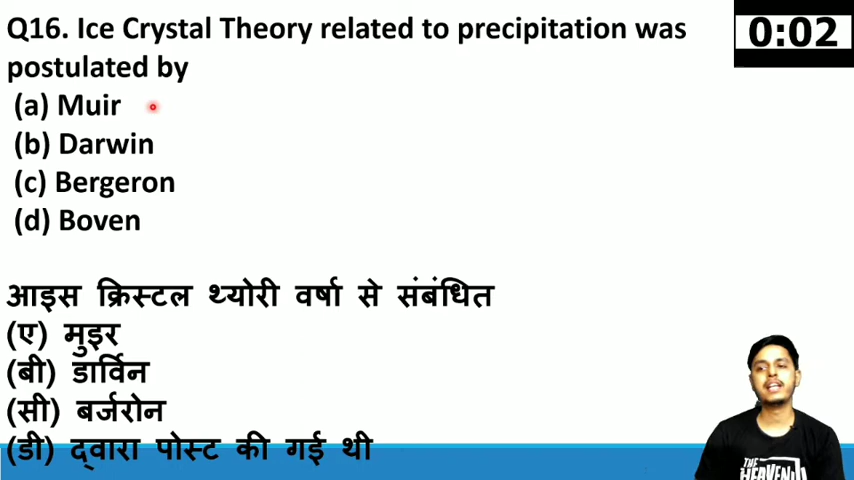 Q16. Ice Crystal Theory related to precipitation was
postulated by
(a) Muir
(b) Darwin
(c) Bergeron
(d) Boven
0:02
आइस क्रिस्टल थ्योरी वर्षा से संबंधित
(ए) मुइर
(बी) डार्विन
(सी) बर्जरोन
(डी) द्वारा पोस्ट की गई थी
THE